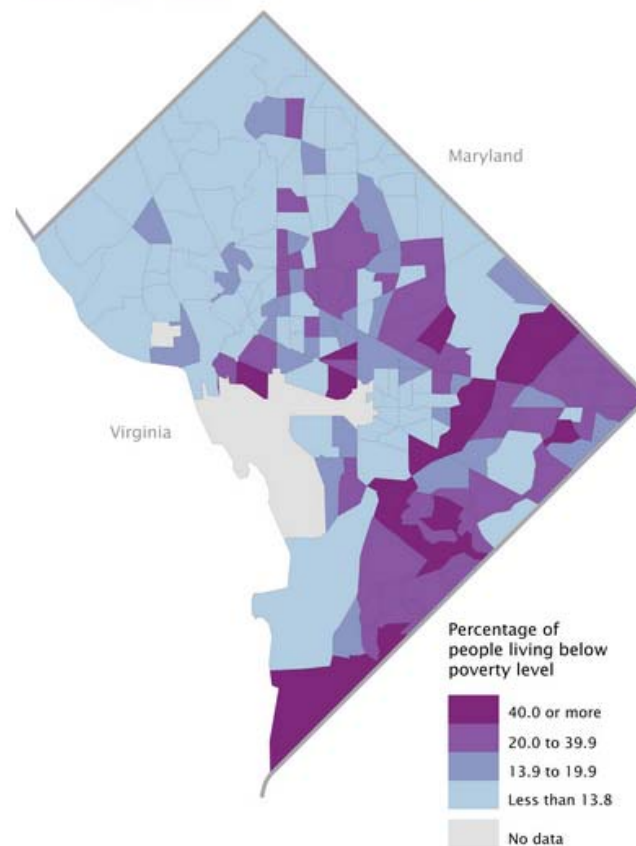 Maryland
Virginia
Percentage of
people living below
poverty level
40.0 or more
20.0 to 39.9
13.9 to 19.9
Less than 13.8
No data